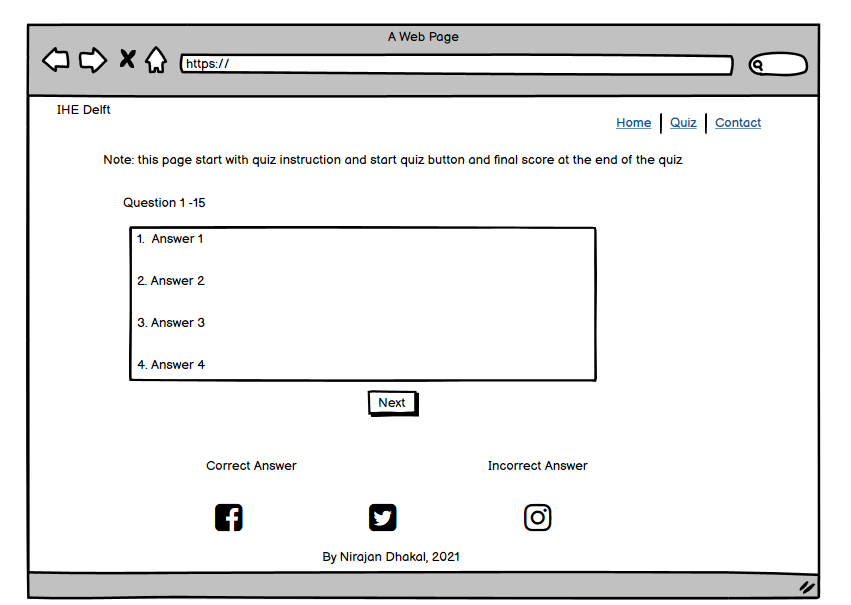 A Web Page
https://
IHE Delft
Home | Quiz | Contact
Note: this page start with quiz instruction and start quiz button and final score at the end of the quiz
Question 1 -15
1. Answer 1
2. Answer 2
3. Answer 3
4. Answer 4
Next
Correct Answer
Incorrect Answer
By Nirajan Dhakal, 2021